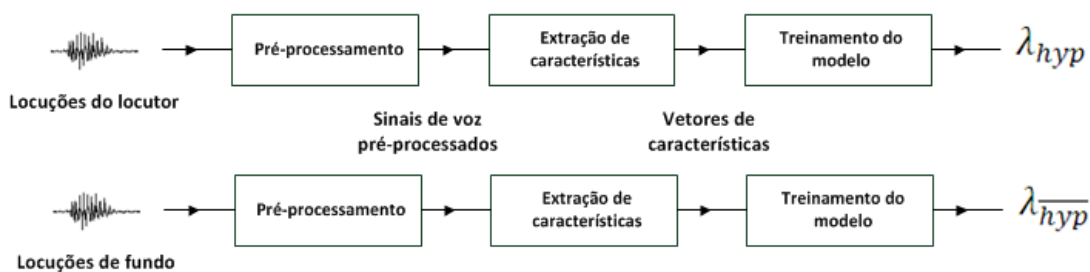 Pré-processamento
Extração de
características
Treinamento do
modelo
λhyp
Locuções do locutor
Sinais de voz
pré-processados
Vetores de
características
Pré-processamento
Extração de
características
Treinamento do
modelo
λh̅y̅p̅
Locuções de fundo